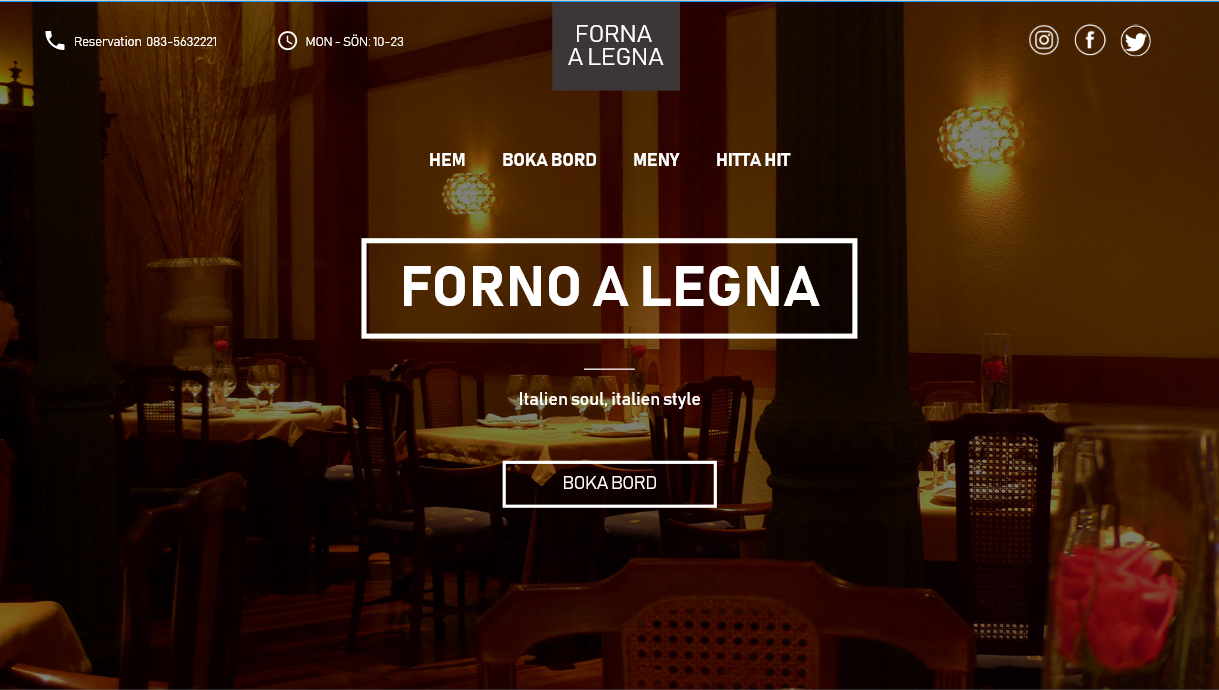 Reservation 083-5632221
MON - SÖN: 10-23
FORNA
A LEGNA
HEM BOKA BORD MENY HITTA HIT
FORNO A LEGNA
Italien soul, italien style
BOKA BORD